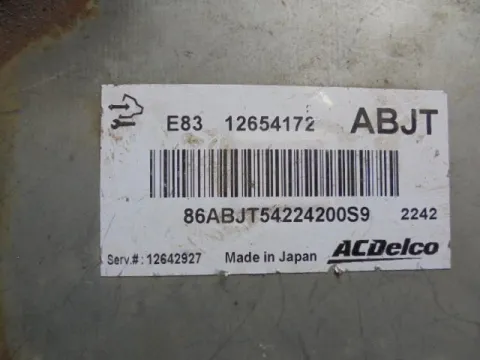 E83 12654172 ABJT
86ABJT54224200S9 2242
Serv.#: 12642927 Made in Japan ACDelco